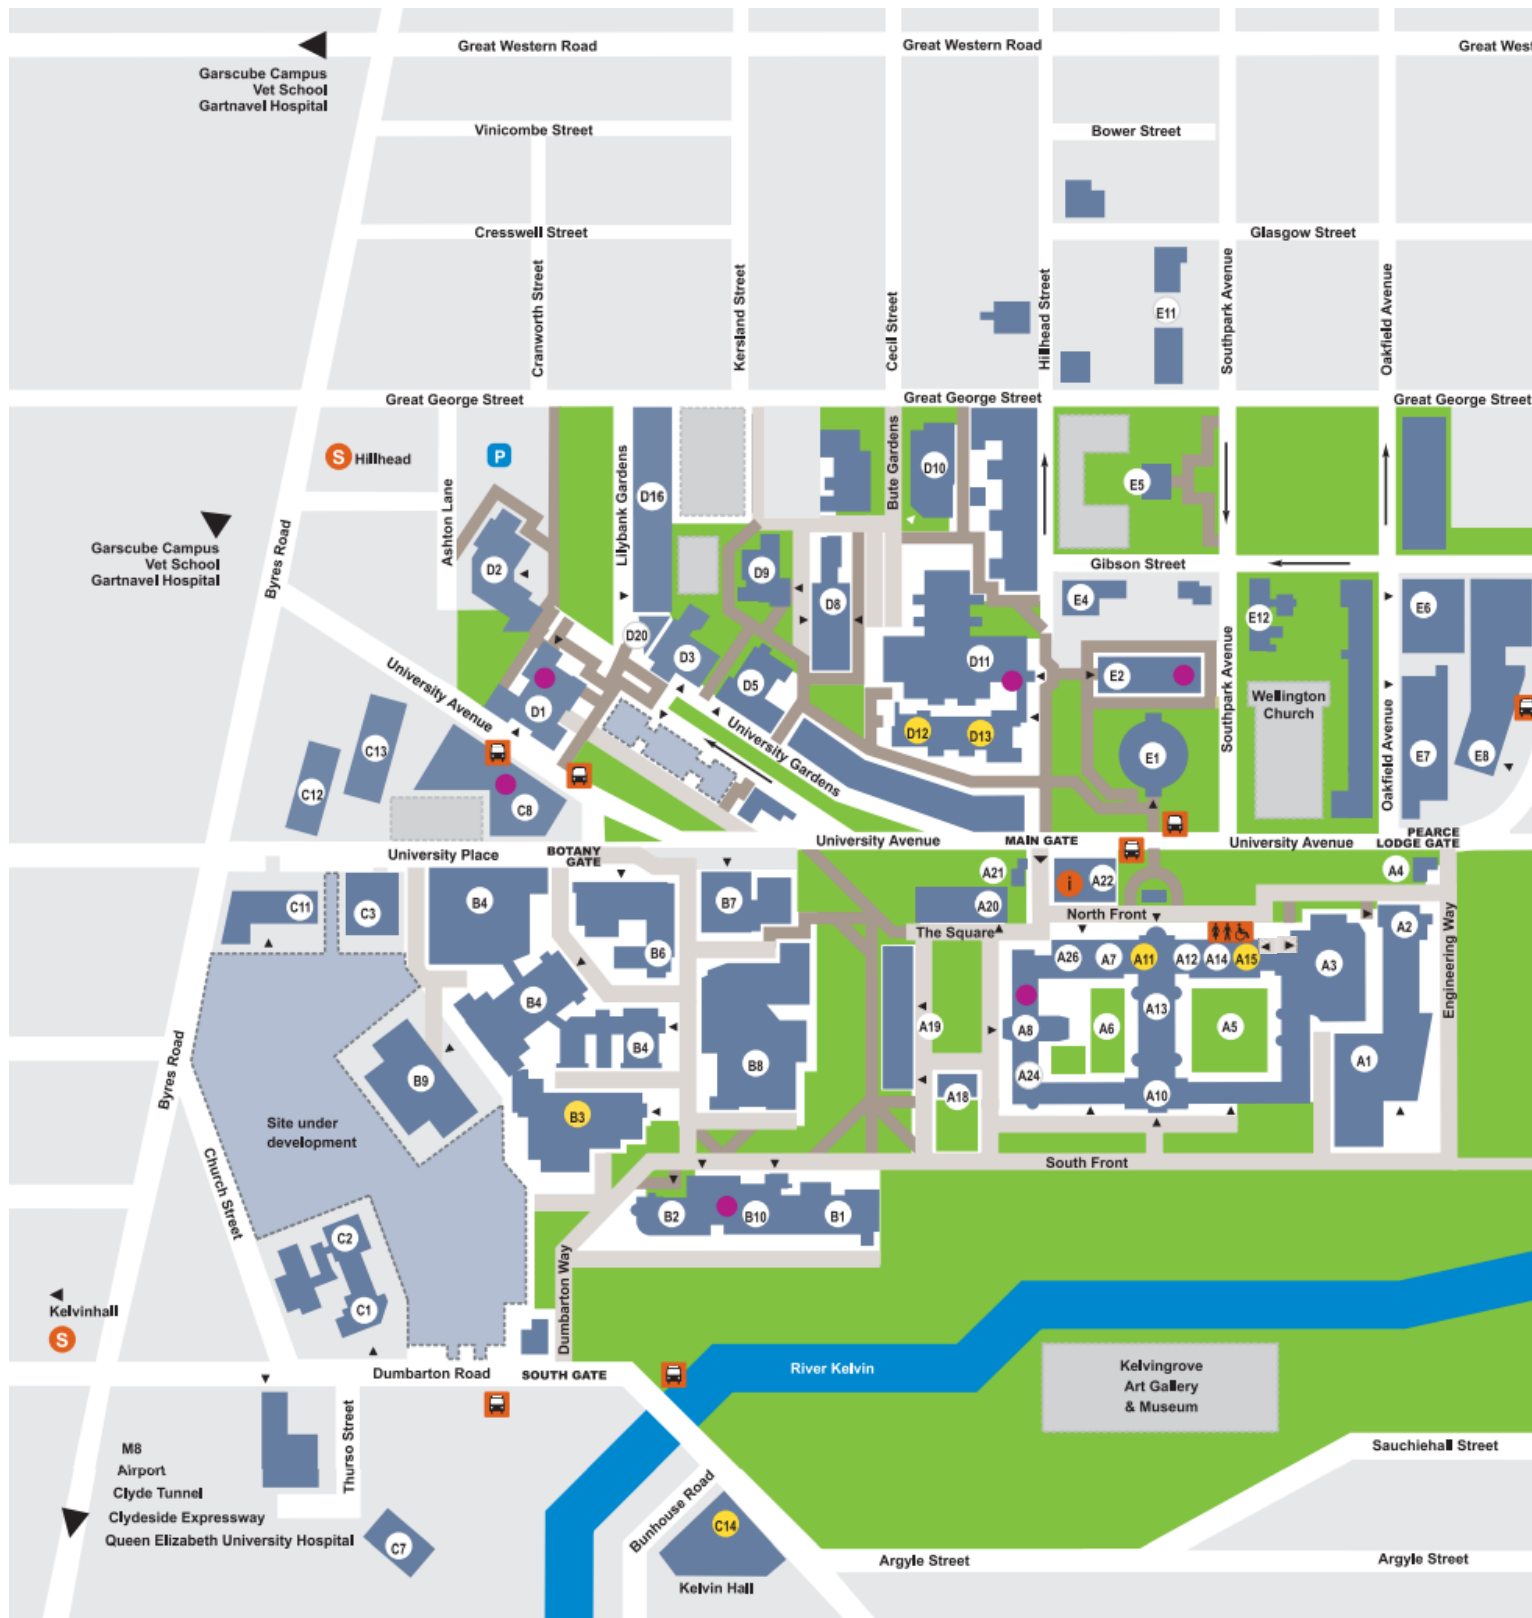 Great Western Road
Great Western Road
Great West
Garscube Campus
Vet School
Gartnavel Hospital
Vinicombe Street
Bower Street
Cresswell Street
Glasgow Street
Cranworth Street
Kersland Street
Cecil Street
Hillhead Street
Southpark Avenue
Oakfield Avenue
E11
Great George Street
Great George Street
Great George Street
S Hillhead
P
Ashton Lane
Lilybank Gardens
D16
Bute Gardens
D10
E5
Garscube Campus
Vet School
Gartnavel Hospital
Byres Road
D2
D9
D8
Gibson Street
E4
E12
E6
D20
D3
D5
D11
E2
Southpark Avenue
Wellington
Church
University Avenue
D1
University Gardens
D12
D13
E1
Oakfield Avenue
E7
E8
C13
C12
C8
University Place
BOTANY
GATE
University Avenue
MAIN GATE
University Avenue
PEARCE
LODGE GATE
C11
C3
B4
B7
B6
A21
A20
i
A22
A4
North Front
The Square
A2
Engineering Way
A26
A7
A11
A12
A14
A15
A3
B4
B4
B8
A19
A8
A6
A13
A5
A1
Byres Road
B9
A24
A18
A10
B3
Site under
development
Church Street
South Front
B2
B10
B1
C2
C1
Dumbarton Way
Kelvinhall
S
Dumbarton Road
SOUTH GATE
River Kelvin
Kelvingrove
Art Gallery
& Museum
Thurso Street
Sauchiehall Street
M8
Airport
Clyde Tunnel
Clydeside Expressway
Queen Elizabeth University Hospital
C7
Bunhouse Road
C14
Kelvin Hall
Argyle Street
Argyle Street